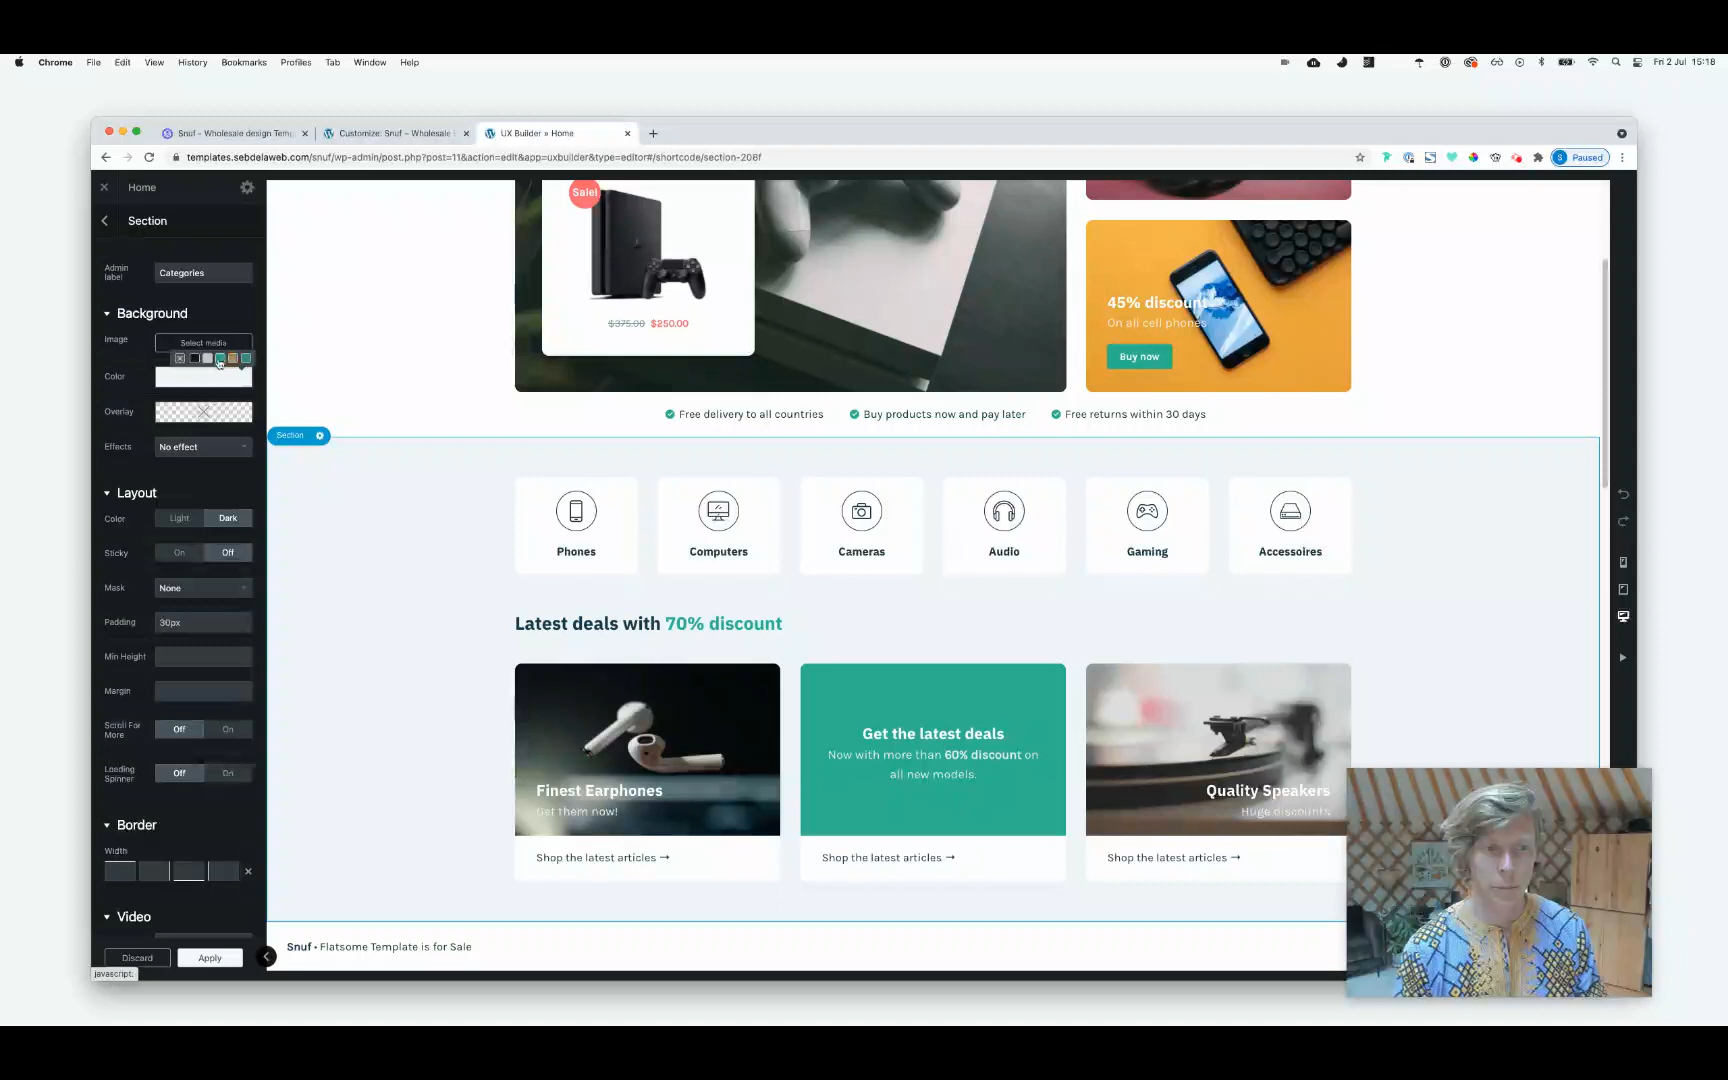 Chrome File Edit View History Bookmarks Profiles Tab Window Help
Fri 2 Jul 15:18
Snuf – Wholesale design Temp
Customize: Snuf – Wholesale
UX Builder » Home
templates.sebdelaweb.com/snuf/wp-admin/post.php?post=11&action=edit&app=uxbuilder&type=editor#/shortcode/section-208f
S Paused
Home
Section
Admin label
Categories
Background
Image
Select media
Color
Overlay
Effects
No effect
Layout
Color Light Dark
Sticky On Off
Mask None
Padding 30px
Min Height
Margin
Scroll For More Off On
Loading Spinner Off On
Border
Width
Video
Discard Apply
javascript:
Sale!
$375.00 $250.00
45% discount
On all cell phones
Buy now
Free delivery to all countries
Buy products now and pay later
Free returns within 30 days
Section
Phones
Computers
Cameras
Audio
Gaming
Accessoires
Latest deals with 70% discount
Finest Earphones
Get them now!
Shop the latest articles →
Get the latest deals
Now with more than 60% discount on
all new models.
Shop the latest articles →
Quality Speakers
Huge discounts
Shop the latest articles →
Snuf • Flatsome Template is for Sale